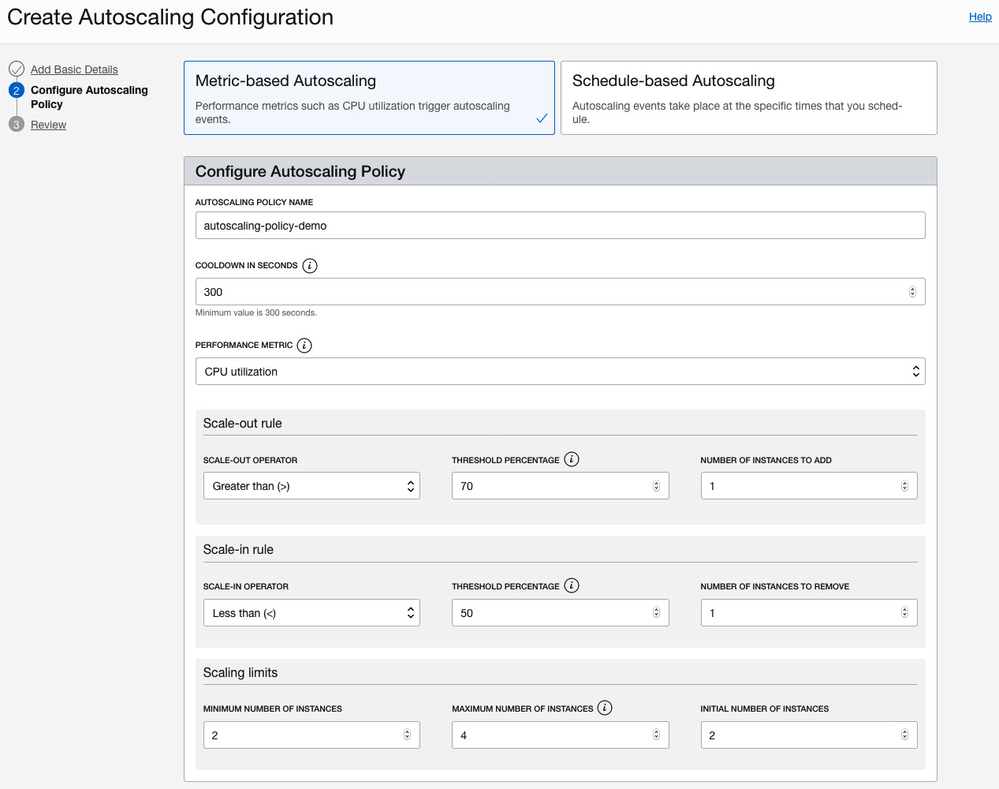 Create Autoscaling Configuration
Help
Add Basic Details
2
Configure Autoscaling
Policy
3
Review
Metric-based Autoscaling
Performance metrics such as CPU utilization trigger autoscaling
events.
Schedule-based Autoscaling
Autoscaling events take place at the specific times that you sched-
ule.
Configure Autoscaling Policy
AUTOSCALING POLICY NAME
autoscaling-policy-demo
COOLDOWN IN SECONDS i
300
Minimum value is 300 seconds.
PERFORMANCE METRIC i
CPU utilization
Scale-out rule
SCALE-OUT OPERATOR
THRESHOLD PERCENTAGE i
NUMBER OF INSTANCES TO ADD
Greater than (>)
70
1
Scale-in rule
SCALE-IN OPERATOR
THRESHOLD PERCENTAGE i
NUMBER OF INSTANCES TO REMOVE
Less than (<)
50
1
Scaling limits
MINIMUM NUMBER OF INSTANCES
MAXIMUM NUMBER OF INSTANCES i
INITIAL NUMBER OF INSTANCES
2
4
2